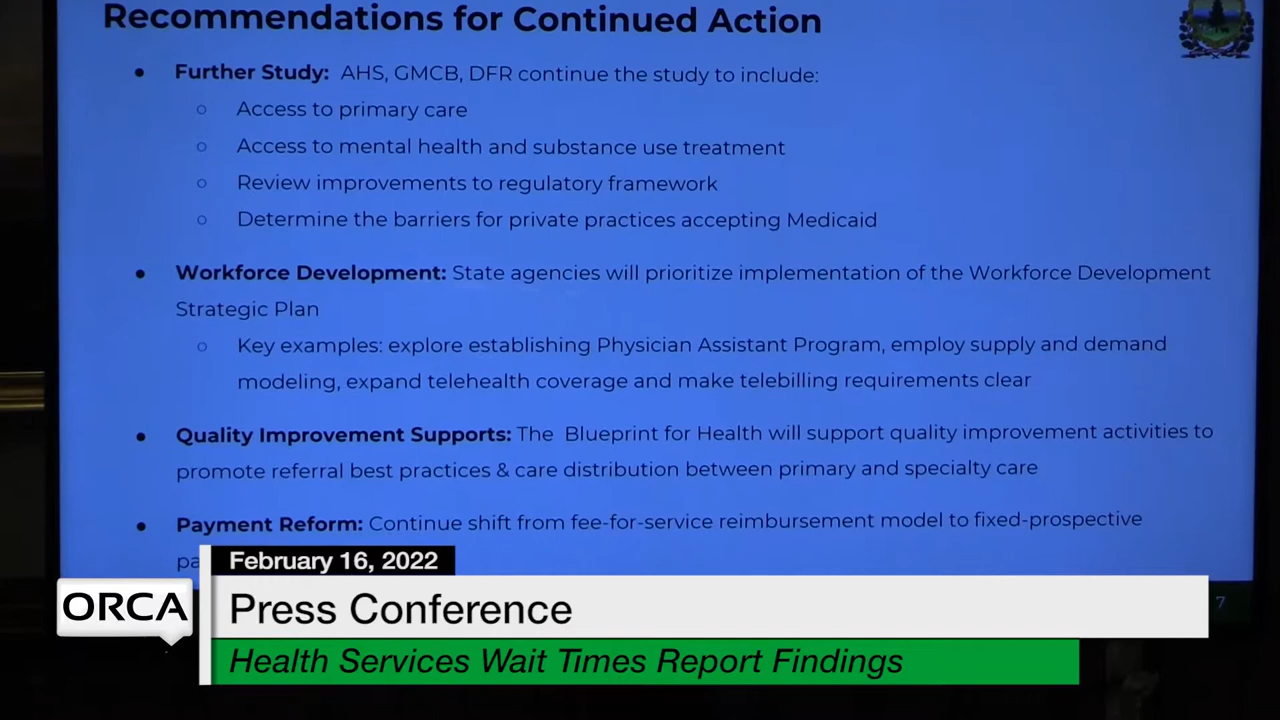 Recommendations for Continued Action
● Further Study: AHS, GMCB, DFR continue the study to include:
○ Access to primary care
○ Access to mental health and substance use treatment
○ Review improvements to regulatory framework
○ Determine the barriers for private practices accepting Medicaid
● Workforce Development: State agencies will prioritize implementation of the Workforce Development
Strategic Plan
○ Key examples: explore establishing Physician Assistant Program, employ supply and demand
modeling, expand telehealth coverage and make telebilling requirements clear
● Quality Improvement Supports: The Blueprint for Health will support quality improvement activities to
promote referral best practices & care distribution between primary and specialty care
● Payment Reform: Continue shift from fee-for-service reimbursement model to fixed-prospective
7
February 16, 2022
ORCA
Press Conference
Health Services Wait Times Report Findings